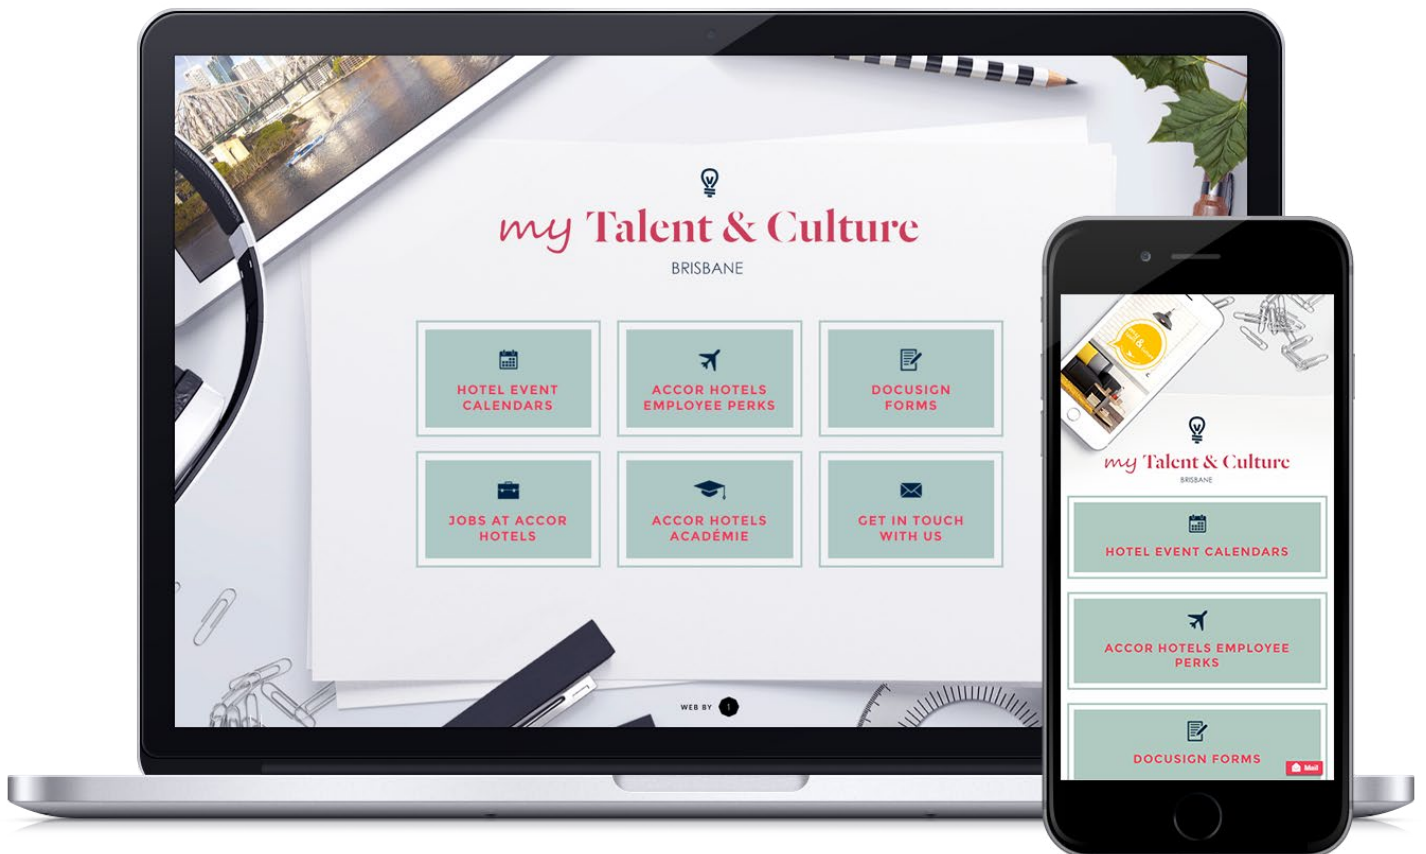 my Talent & Culture
BRISBANE
HOTEL EVENT
CALENDARS
ACCOR HOTELS
EMPLOYEE PERKS
DOCUSIGN
FORMS
JOBS AT ACCOR
HOTELS
ACCOR HOTELS
ACADÉMIE
GET IN TOUCH
WITH US
WEB BY 1
my Talent & Culture
BRISBANE
HOTEL EVENT CALENDARS
ACCOR HOTELS EMPLOYEE
PERKS
DOCUSIGN FORMS
Mail